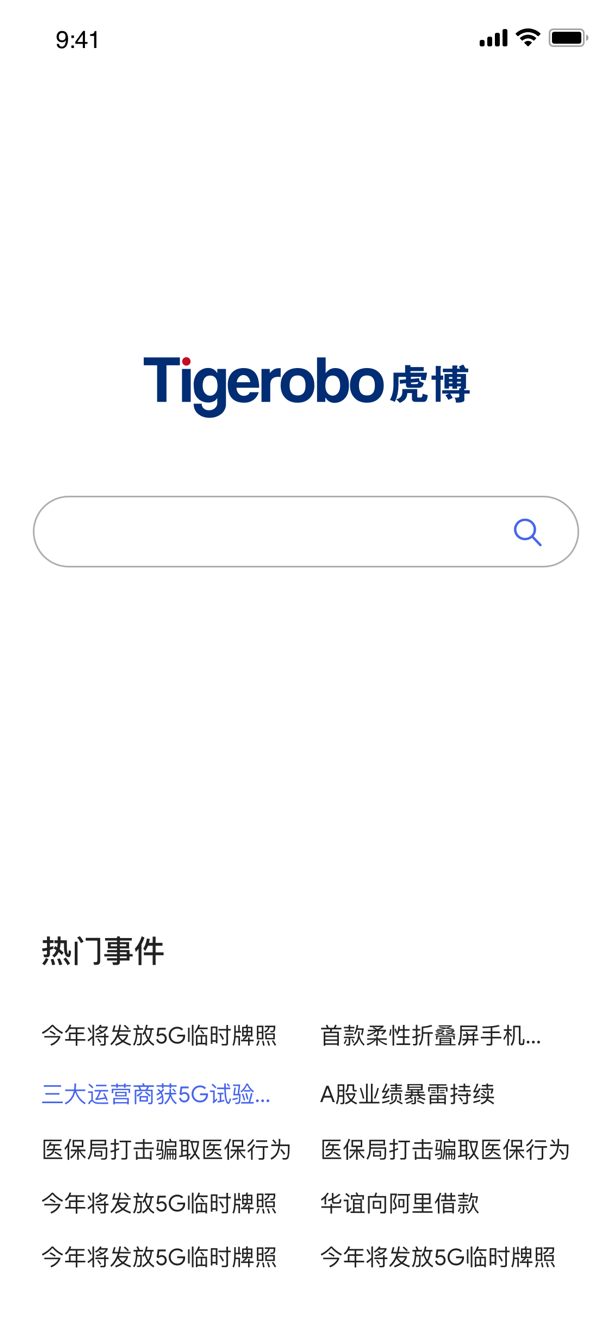 9:41
Tigerobo虎博
热门事件
今年将发放5G临时牌照 首款柔性折叠屏手机...
三大运营商获5G试验... A股业绩暴雷持续
医保局打击骗取医保行为 医保局打击骗取医保行为
今年将发放5G临时牌照 华谊向阿里借款
今年将发放5G临时牌照 今年将发放5G临时牌照